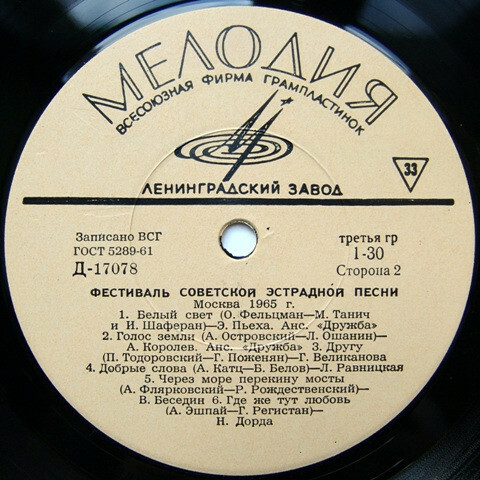 МЕЛОДИЯ
ВСЕСОЮЗНАЯ ФИРМА ГРАМПЛАСТИНОК
ЛЕНИНГРАДСКИЙ ЗАВОД
33
Записано ВСГ
ГОСТ 5289-61
Д-17078
третья гр
1-30
Сторона 2
ФЕСТИВАЛЬ СОВЕТСКОЙ ЭСТРАДНОЙ ПЕСНИ
Москва 1965 г.
1. Белый свет (О. Фельцман—М. Танич
и И. Шаферан)—Э. Пьеха. Анс. «Дружба»
2. Голос земли (А. Островский—Л. Ошанин)—
А. Королев. Анс. «Дружба» 3. Другу
(П. Тодоровский—Г. Поженян)—Г. Великанова
4. Добрые слова (А. Катц—Б. Белов)—Л. Равницкая
5. Через море перекину мосты
(А. Флярковский—Р. Рождественский)—
В. Беседин 6. Где же тут любовь
(А. Эшпай—Г. Регистан)—
Н. Дорда